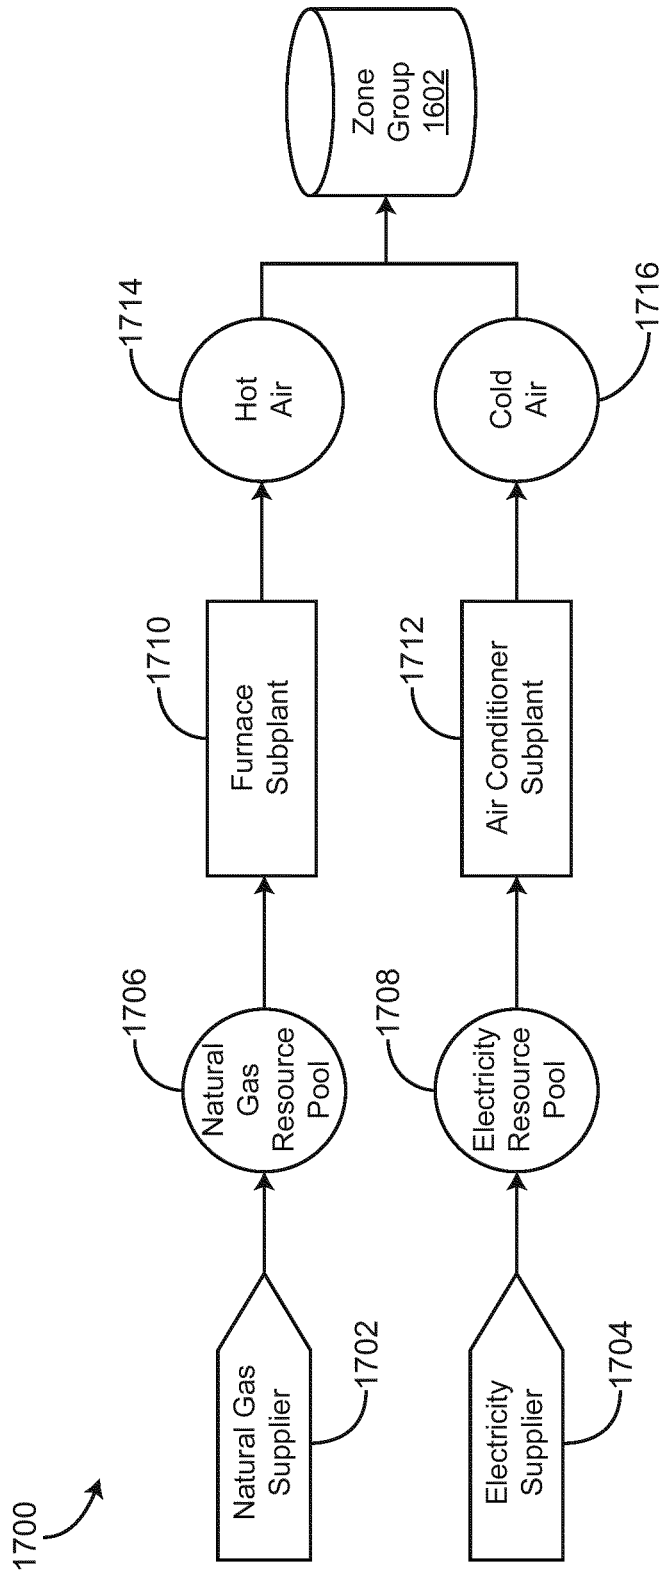 1700
Natural Gas
Supplier
1702
Natural
Gas
Resource
Pool
1706
Furnace
Subplant
1710
Hot
Air
1714
Electricity
Supplier
1704
Electricity
Resource
Pool
1708
Air Conditioner
Subplant
1712
Cold
Air
1716
Zone
Group
1602